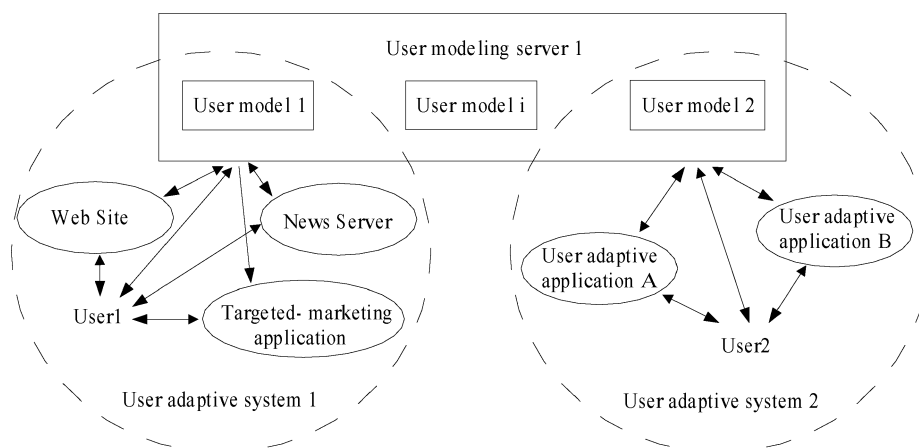 User modeling server 1
User model 1
User model i
User model 2
Web Site
News Server
User adaptive
application B
User adaptive
application A
User1
Targeted- marketing
application
User2
User adaptive system 1
User adaptive system 2